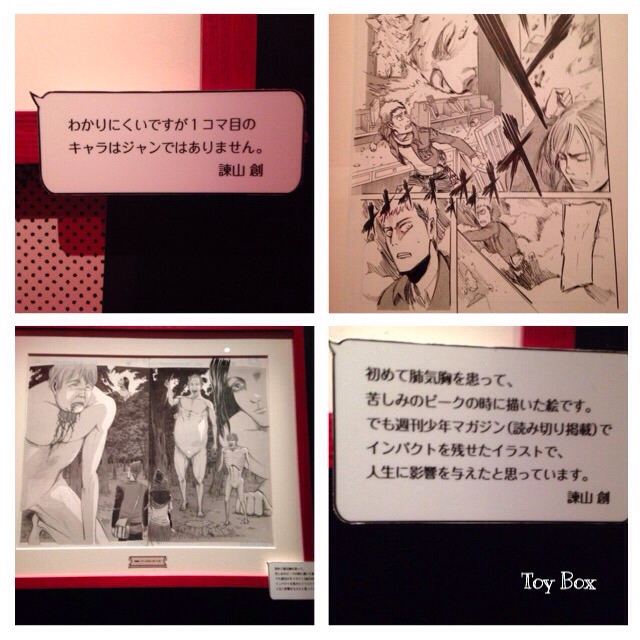 わかりにくいですが１コマ目の
キャラはジャンではありません。
諫山 創
初めて肺気胸を患って、
苦しみのピークの時に描いた絵です。
でも週刊少年マガジン（読み切り掲載）で
インパクトを残せたイラストで、
人生に影響を与えたと思っています。
諫山 創
Toy Box